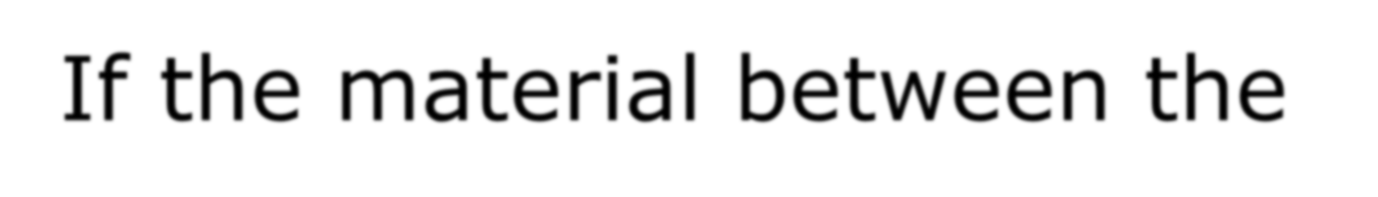 If the material between the